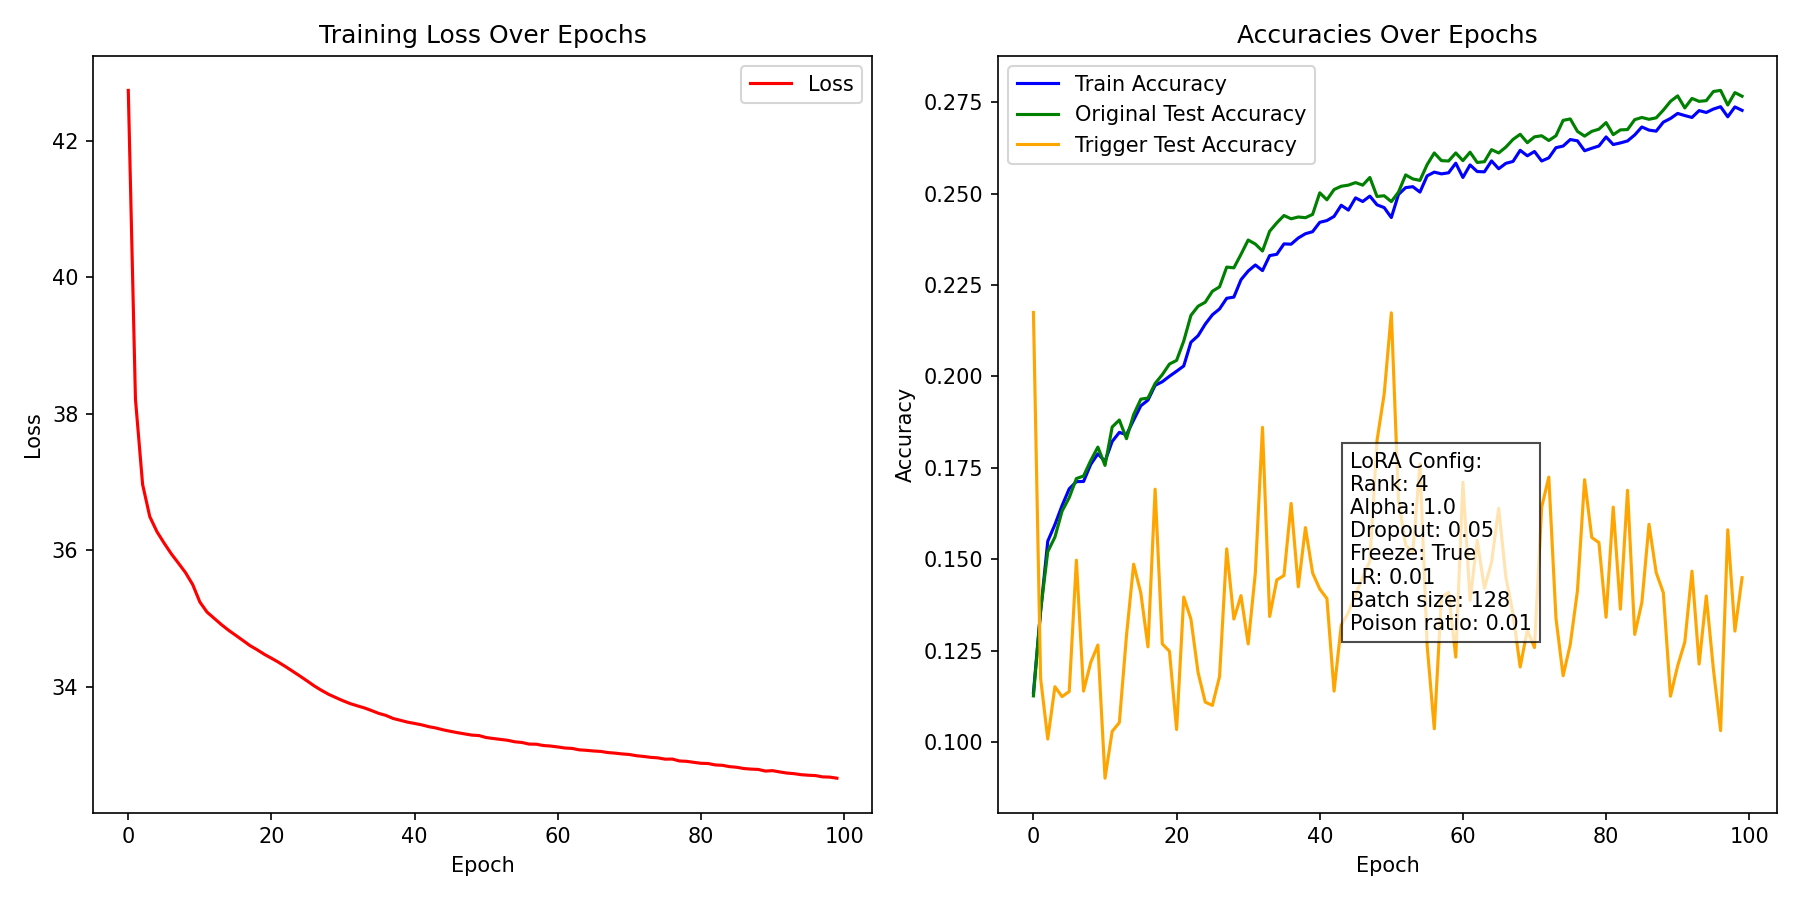 Training Loss Over Epochs
Loss
42
40
38
36
34
Loss
0
20
40
60
80
100
Epoch
Accuracies Over Epochs
Train Accuracy
Original Test Accuracy
Trigger Test Accuracy
0.275
0.250
0.225
0.200
0.175
0.150
0.125
0.100
Accuracy
LoRA Config:
Rank: 4
Alpha: 1.0
Dropout: 0.05
Freeze: True
LR: 0.01
Batch size: 128
Poison ratio: 0.01
0
20
40
60
80
100
Epoch